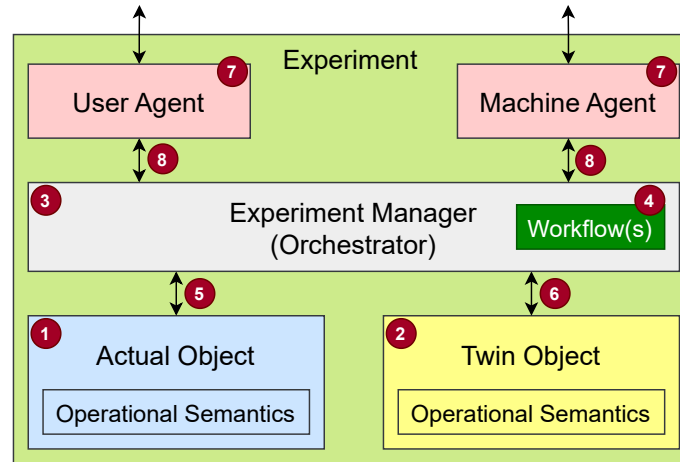 Experiment
7
User Agent
7
Machine Agent
8
8
3
Experiment Manager
(Orchestrator)
4
Workflow(s)
5
6
1
Actual Object
Operational Semantics
2
Twin Object
Operational Semantics